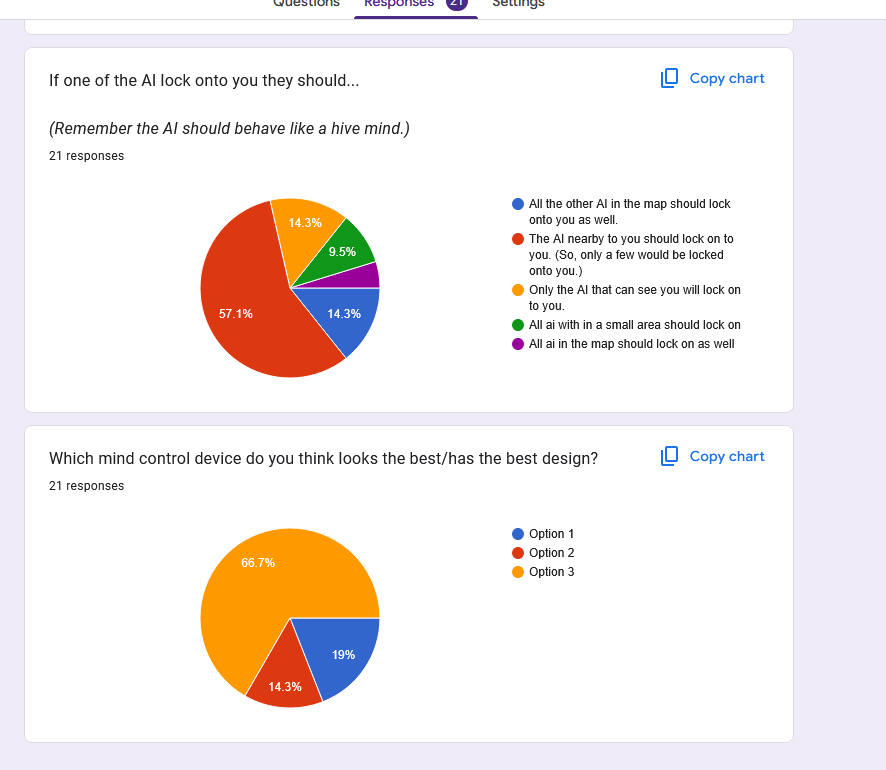 Questions Responses 21 Settings
If one of the AI lock onto you they should...
Copy chart
(Remember the AI should behave like a hive mind.)
21 responses
14.3%
9.5%
57.1%
14.3%
All the other AI in the map should lock
onto you as well.
The AI nearby to you should lock on to
you. (So, only a few would be locked
onto you.)
Only the AI that can see you will lock on
to you.
All ai with in a small area should lock on
All ai in the map should lock on as well
Which mind control device do you think looks the best/has the best design?
Copy chart
21 responses
66.7%
19%
14.3%
Option 1
Option 2
Option 3